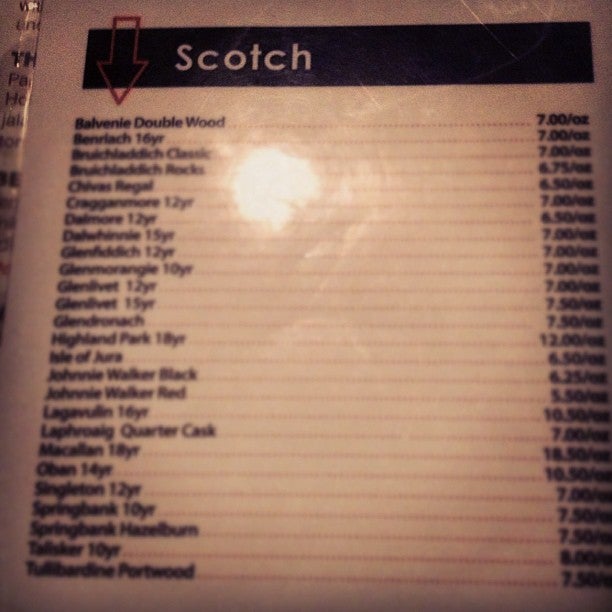 Scotch
Balvenie Double Wood 7.00/oz
Benriach 16yr 7.00/oz
Bruichladdich Classic 7.00/oz
Bruichladdich Rocks 6.75/oz
Chivas Regal 6.50/oz
Cragganmore 12yr 7.00/oz
Dalmore 12yr 6.50/oz
Dalwhinnie 15yr 7.00/oz
Glenfiddich 12yr 7.00/oz
Glenmorangie 10yr 7.00/oz
Glenlivet 12yr 7.00/oz
Glenlivet 15yr 7.50/oz
Glendronach 7.50/oz
Highland Park 18yr 12.00/oz
Isle of Jura 6.50/oz
Johnnie Walker Black 6.25/oz
Johnnie Walker Red 5.50/oz
Lagavulin 16yr 10.50/oz
Laphroaig Quarter Cask 7.00/oz
Macallan 18yr 18.50/oz
Oban 14yr 10.50/oz
Singleton 12yr 7.00/oz
Springbank 10yr 7.50/oz
Springbank Hazelburn 7.50/oz
Talisker 10yr 8.00/oz
Tullibardine Portwood 7.50/oz